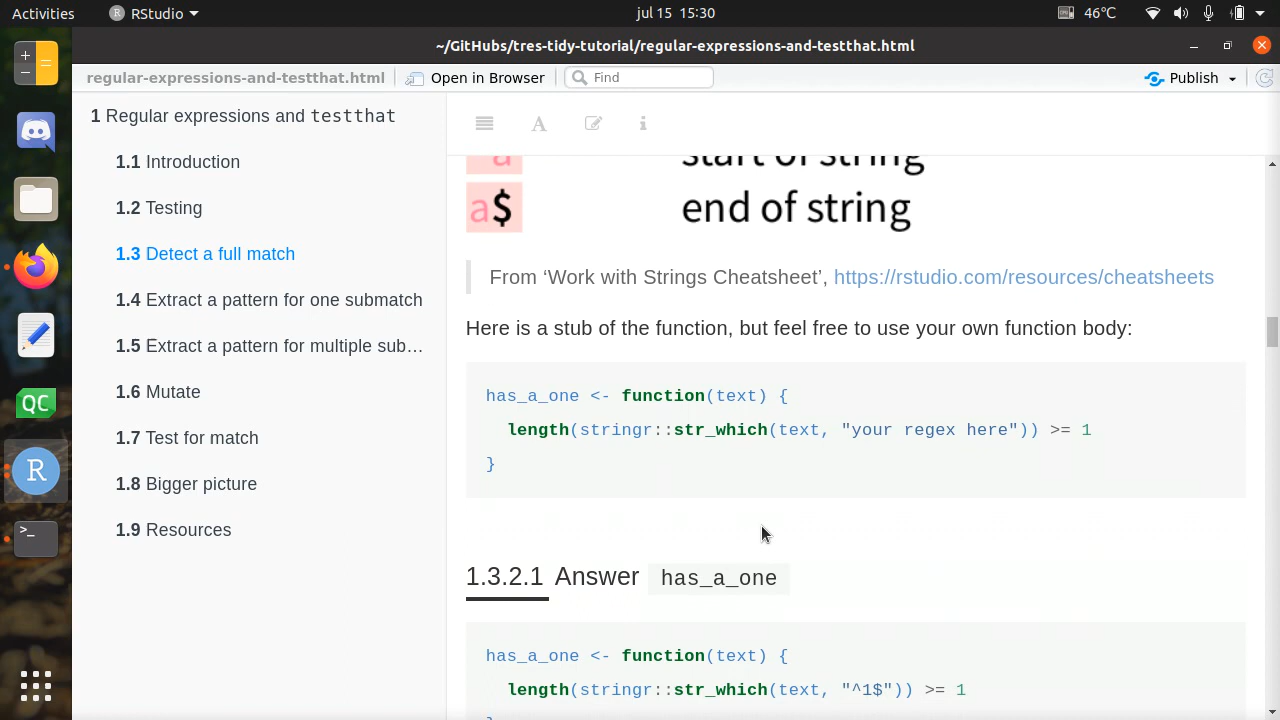 Activities
RStudio
jul 15 15:30
46°C
~/GitHubs/tres-tidy-tutorial/regular-expressions-and-testthat.html
regular-expressions-and-testthat.html
Open in Browser
Find
Publish
1 Regular expressions and testthat
1.1 Introduction
1.2 Testing
1.3 Detect a full match
1.4 Extract a pattern for one submatch
1.5 Extract a pattern for multiple sub…
1.6 Mutate
1.7 Test for match
1.8 Bigger picture
1.9 Resources
a start of string
a$ end of string
From ‘Work with Strings Cheatsheet’, https://rstudio.com/resources/cheatsheets
Here is a stub of the function, but feel free to use your own function body:
has_a_one <- function(text) {
length(stringr::str_which(text, "your regex here")) >= 1
}
1.3.2.1 Answer has_a_one
has_a_one <- function(text) {
length(stringr::str_which(text, "^1$")) >= 1
}
QC
R
>_